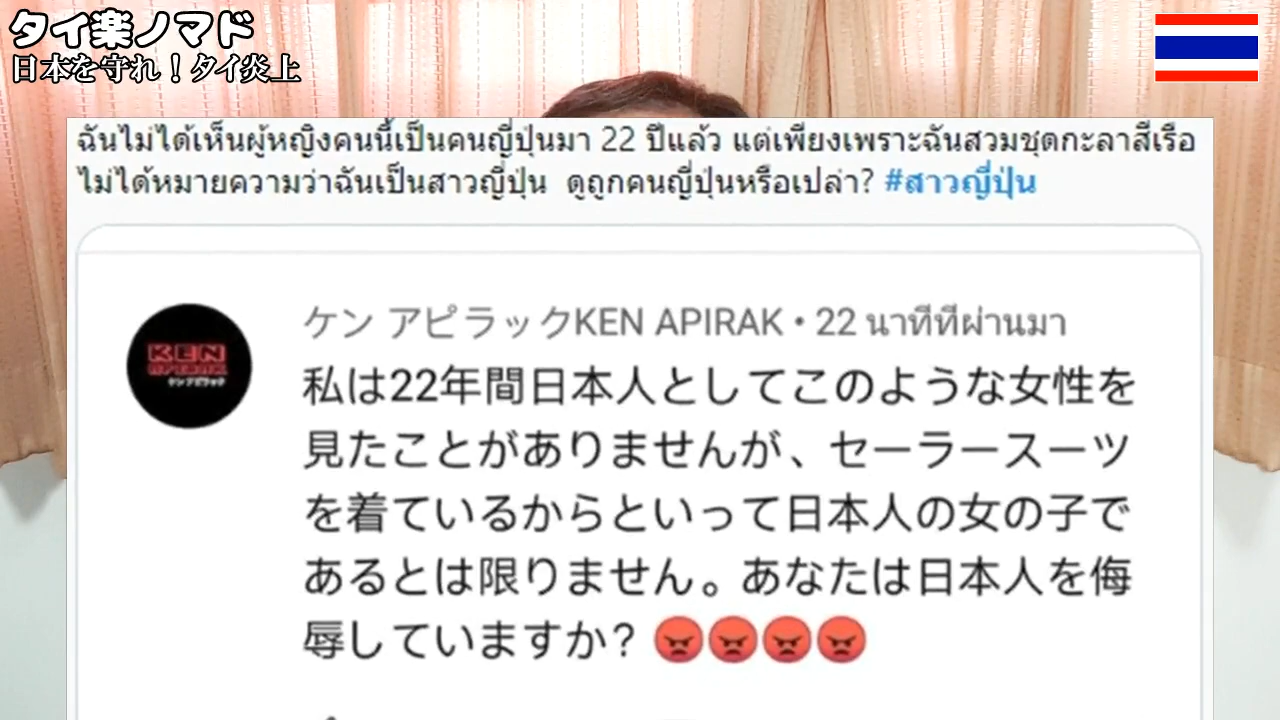 タイ楽ノマド
日本を守れ！タイ炎上
ฉันไม่ได้เห็นผู้หญิงคนนี้เป็นคนญี่ปุ่นมา 22 ปีแล้ว แต่เพียงเพราะฉันสวมชุดกะลาสีเรือ
ไม่ได้หมายความว่าฉันเป็นสาวญี่ปุ่น ดูถูกคนญี่ปุ่นหรือเปล่า? #สาวญี่ปุ่น
ケン アピラックKEN APIRAK • 22 นาทีที่ผ่านมา
KEN
私は22年間日本人としてこのような女性を
見たことがありませんが、セーラースーツ
を着ているからといって日本人の女の子で
あるとは限りません。あなたは日本人を侮
辱していますか?